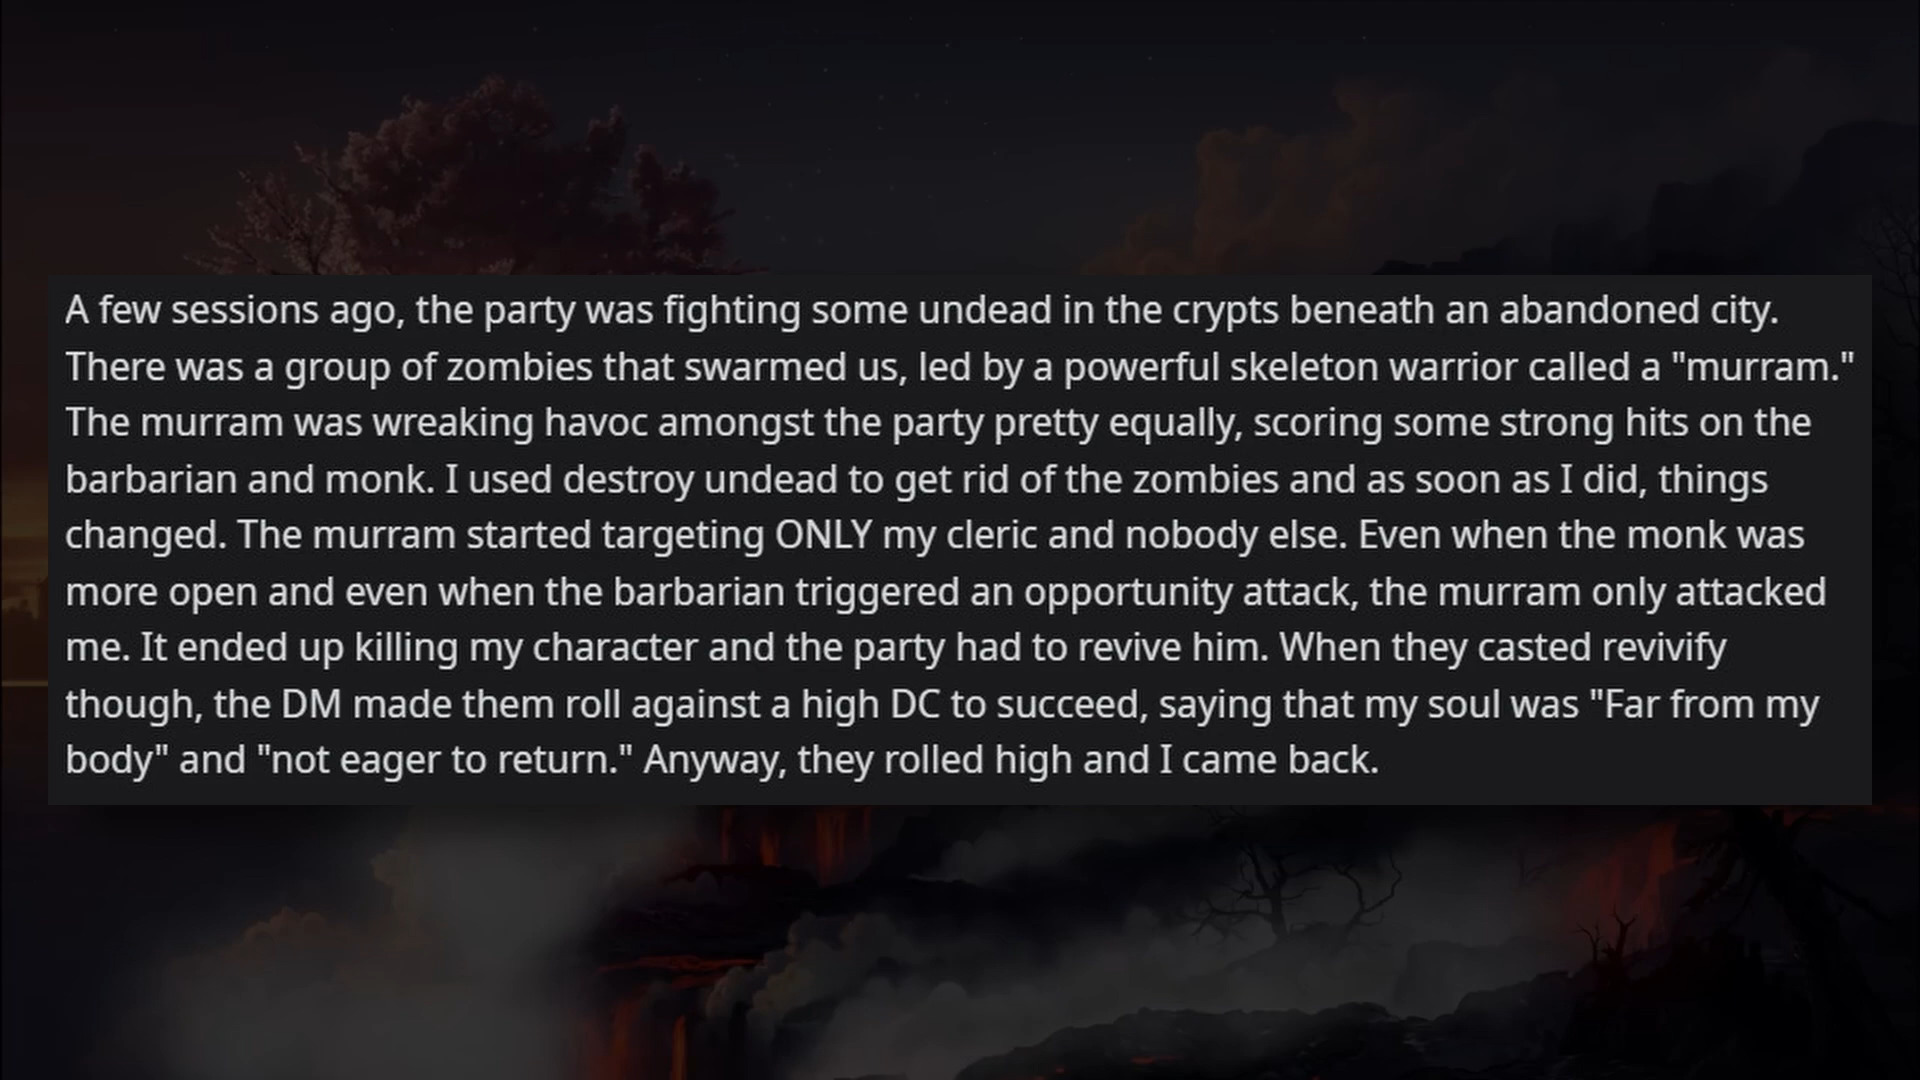 A few sessions ago, the party was fighting some undead in the crypts beneath an abandoned city.
There was a group of zombies that swarmed us, led by a powerful skeleton warrior called a "murram."
The murram was wreaking havoc amongst the party pretty equally, scoring some strong hits on the
barbarian and monk. I used destroy undead to get rid of the zombies and as soon as I did, things
changed. The murram started targeting ONLY my cleric and nobody else. Even when the monk was
more open and even when the barbarian triggered an opportunity attack, the murram only attacked
me. It ended up killing my character and the party had to revive him. When they casted revivify
though, the DM made them roll against a high DC to succeed, saying that my soul was "Far from my
body" and "not eager to return." Anyway, they rolled high and I came back.